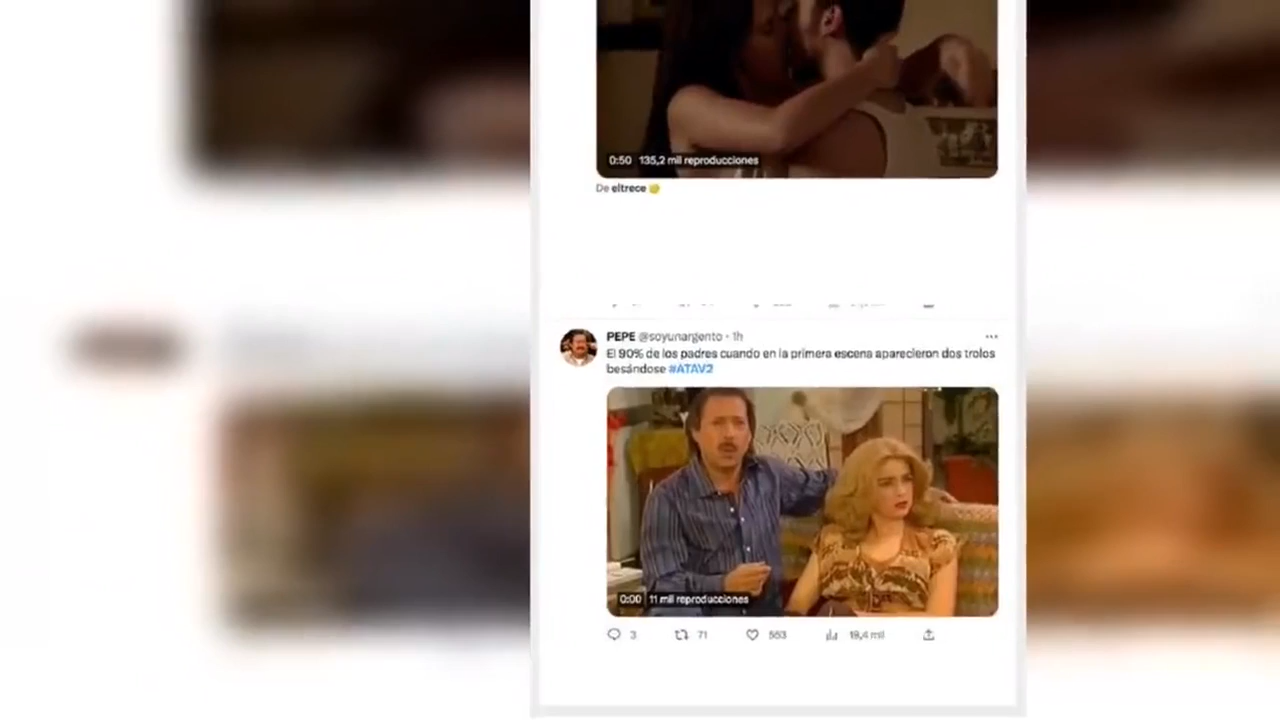 0:50 135,2 mil reproducciones
De eltrece
PEPE @soyunargento · 1h
El 90% de los padres cuando en la primera escena aparecieron dos trolos
besándose #ATAV2
0:00 11 mil reproducciones
3 71 553 19,4 mil